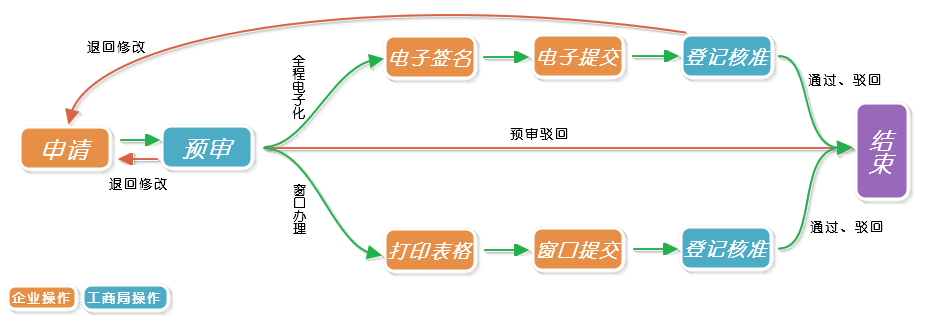 退回修改
全程电子化
电子签名
电子提交
登记核准
通过、驳回
申请
预审
预审驳回
结束
退回修改
窗口办理
打印表格
窗口提交
登记核准
通过、驳回
企业操作
工商局操作